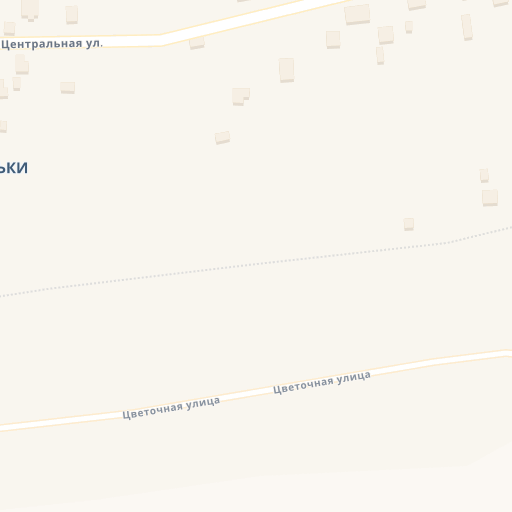 Центральная ул.
ьки
Цветочная улица
Цветочная улица